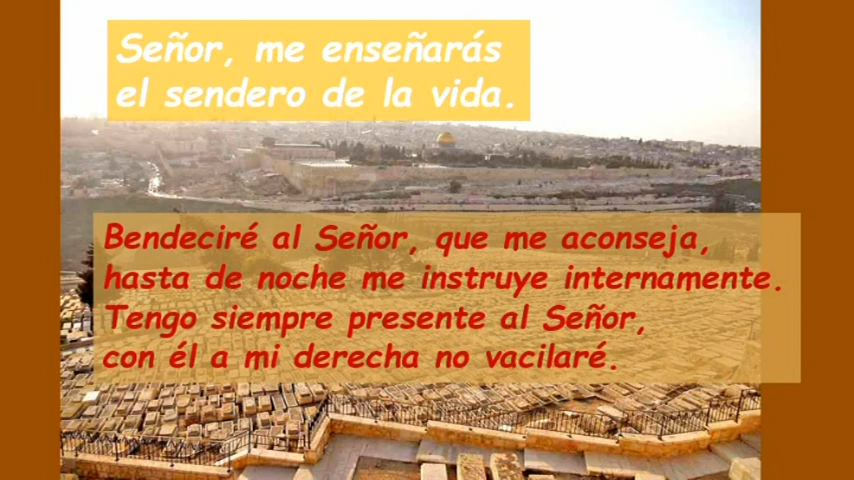 Señor, me enseñarás
el sendero de la vida.
Bendeciré al Señor, que me aconseja,
hasta de noche me instruye internamente.
Tengo siempre presente al Señor,
con él a mi derecha no vacilaré.